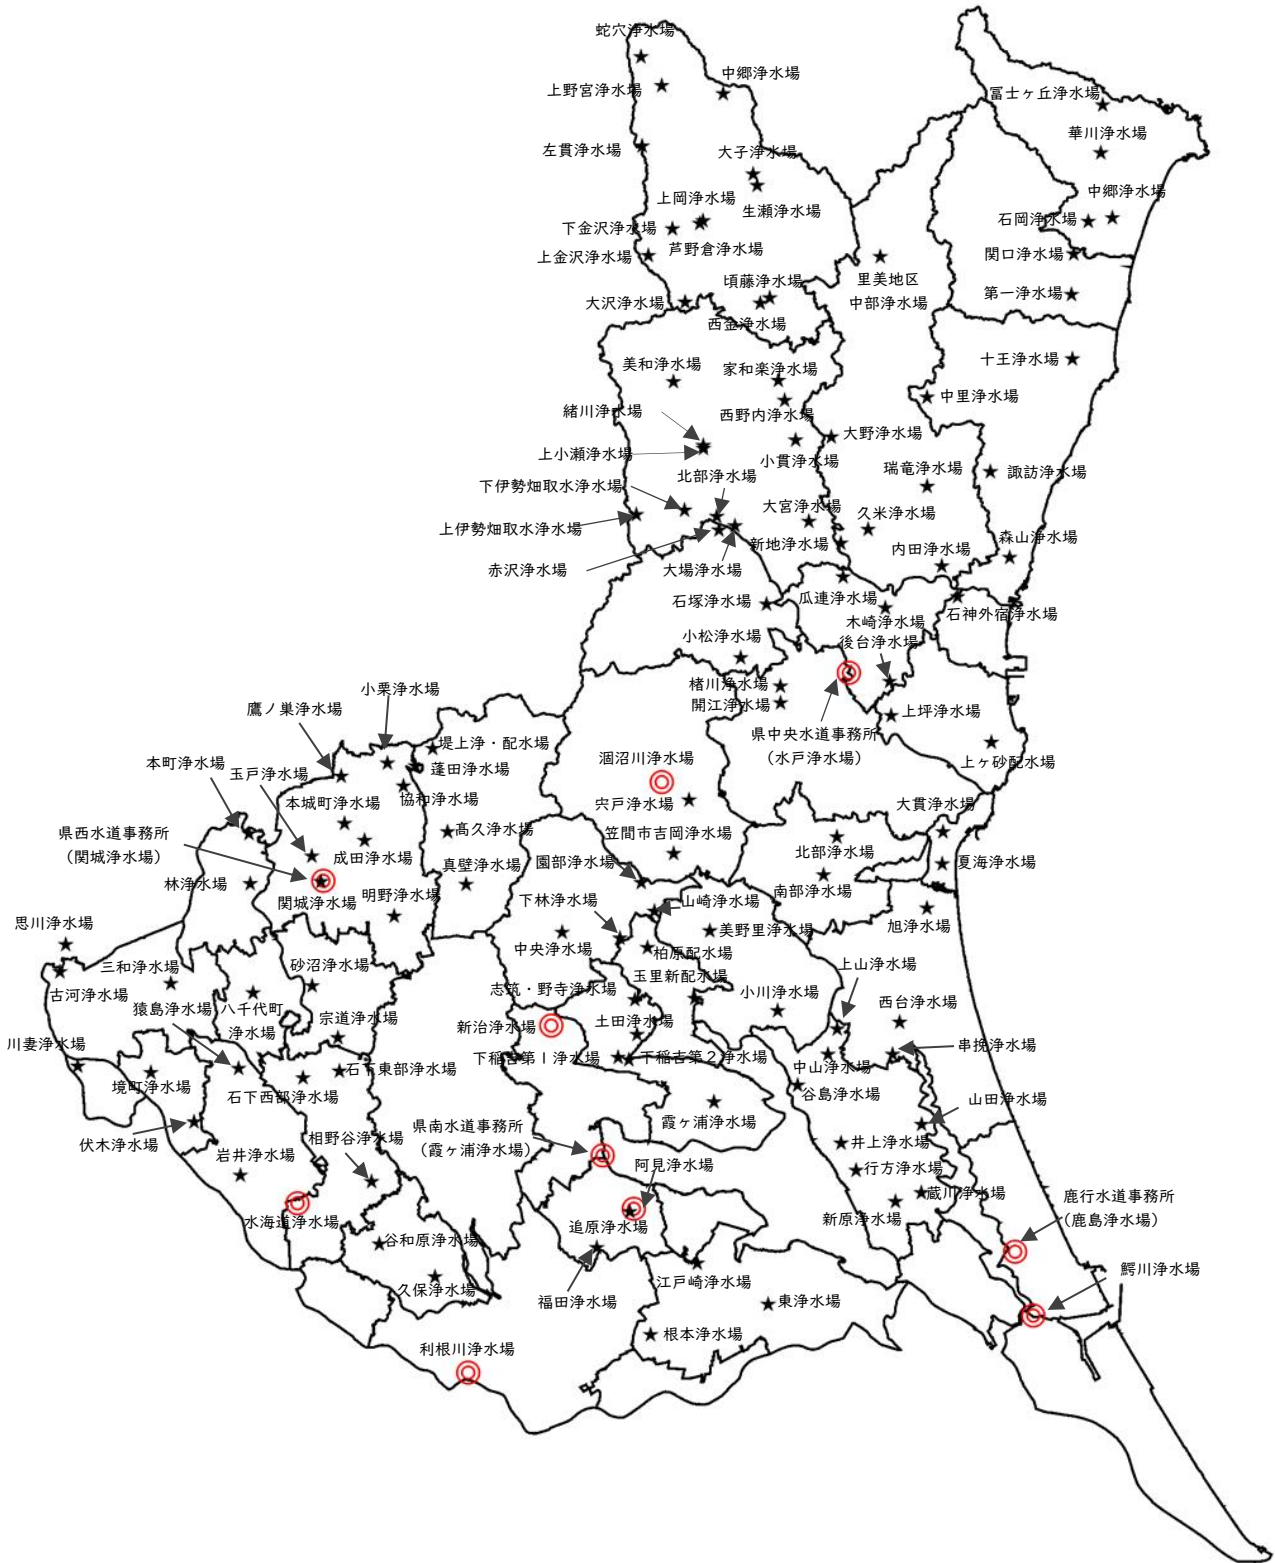 蛇穴浄水場
中郷浄水場
上野宮浄水場
冨士ヶ丘浄水場
華川浄水場
左貫浄水場
大子浄水場
中郷浄水場
上岡浄水場
生瀬浄水場
石岡浄水場
下金沢浄水場
芦野倉浄水場
上金沢浄水場
関口浄水場
里美地区
中部浄水場
頃藤浄水場
第一浄水場
大沢浄水場
西金浄水場
十王浄水場
美和浄水場
家和楽浄水場
中里浄水場
緒川浄水場
西野内浄水場
大野浄水場
上小瀬浄水場
小貫浄水場
北部浄水場
瑞竜浄水場
諏訪浄水場
下伊勢畑取水浄水場
大宮浄水場
久米浄水場
上伊勢畑取水浄水場
新地浄水場
森山浄水場
内田浄水場
赤沢浄水場
大場浄水場
石塚浄水場
瓜連浄水場
石神外宿浄水場
木崎浄水場
小松浄水場
後台浄水場
楮川浄水場
開江浄水場
小栗浄水場
鷹ノ巣浄水場
上坪浄水場
県中央水道事務所
(水戸浄水場)
堤上浄・配水場
涸沼川浄水場
上ヶ砂配水場
本町浄水場
玉戸浄水場
蓬田浄水場
協和浄水場
本城町浄水場
宍戸浄水場
大貫浄水場
県西水道事務所
(関城浄水場)
髙久浄水場
笠間市吉岡浄水場
成田浄水場
北部浄水場
真壁浄水場
園部浄水場
夏海浄水場
林浄水場
南部浄水場
関城浄水場
明野浄水場
下林浄水場
山崎浄水場
思川浄水場
旭浄水場
美野里浄水場
中央浄水場
柏原配水場
三和浄水場
砂沼浄水場
上山浄水場
玉里新配水場
古河浄水場
志筑・野寺浄水場
小川浄水場
猿島浄水場
八千代町
浄水場
西台浄水場
宗道浄水場
新治浄水場
土田浄水場
川妻浄水場
串挽浄水場
下稲吉第1浄水場
下稲吉第2浄水場
中山浄水場
石下東部浄水場
境町浄水場
石下西部浄水場
谷島浄水場
山田浄水場
霞ヶ浦浄水場
県南水道事務所
(霞ヶ浦浄水場)
伏木浄水場
相野谷浄水場
井上浄水場
岩井浄水場
阿見浄水場
行方浄水場
蔵川浄水場
鹿行水道事務所
(鹿島浄水場)
水海道浄水場
追原浄水場
新原浄水場
谷和原浄水場
鰐川浄水場
久保浄水場
江戸崎浄水場
福田浄水場
東浄水場
根本浄水場
利根川浄水場